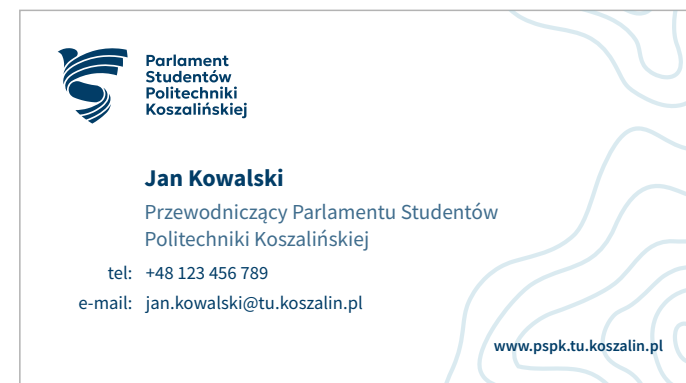 Parlament
Studentów
Politechniki
Koszalińskiej
Jan Kowalski
Przewodniczący Parlamentu Studentów
Politechniki Koszalińskiej
tel: +48 123 456 789
e-mail: jan.kowalski@tu.koszalin.pl
www.pspk.tu.koszalin.pl